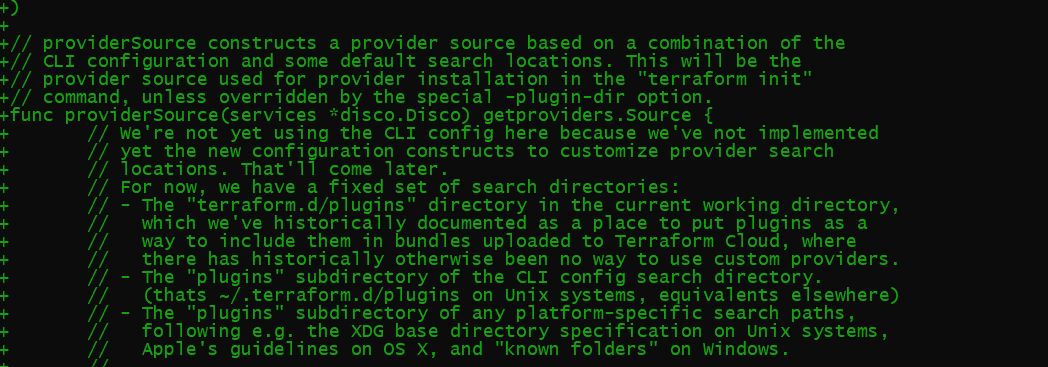 +)
+
+// providerSource constructs a provider source based on a combination of the
+// CLI configuration and some default search locations. This will be the
+// provider source used for provider installation in the "terraform init"
+// command, unless overridden by the special -plugin-dir option.
+func providerSource(services *disco.Disco) getproviders.Source {
+       // We're not yet using the CLI config here because we've not implemented
+       // yet the new configuration constructs to customize provider search
+       // locations. That'll come later.
+       // For now, we have a fixed set of search directories:
+       // - The "terraform.d/plugins" directory in the current working directory,
+       //   which we've historically documented as a place to put plugins as a
+       //   way to include them in bundles uploaded to Terraform Cloud, where
+       //   there has historically otherwise been no way to use custom providers.
+       // - The "plugins" subdirectory of the CLI config search directory.
+       //   (thats ~/.terraform.d/plugins on Unix systems, equivalents elsewhere)
+       // - The "plugins" subdirectory of any platform-specific search paths,
+       //   following e.g. the XDG base directory specification on Unix systems,
+       //   Apple's guidelines on OS X, and "known folders" on Windows.
+       //